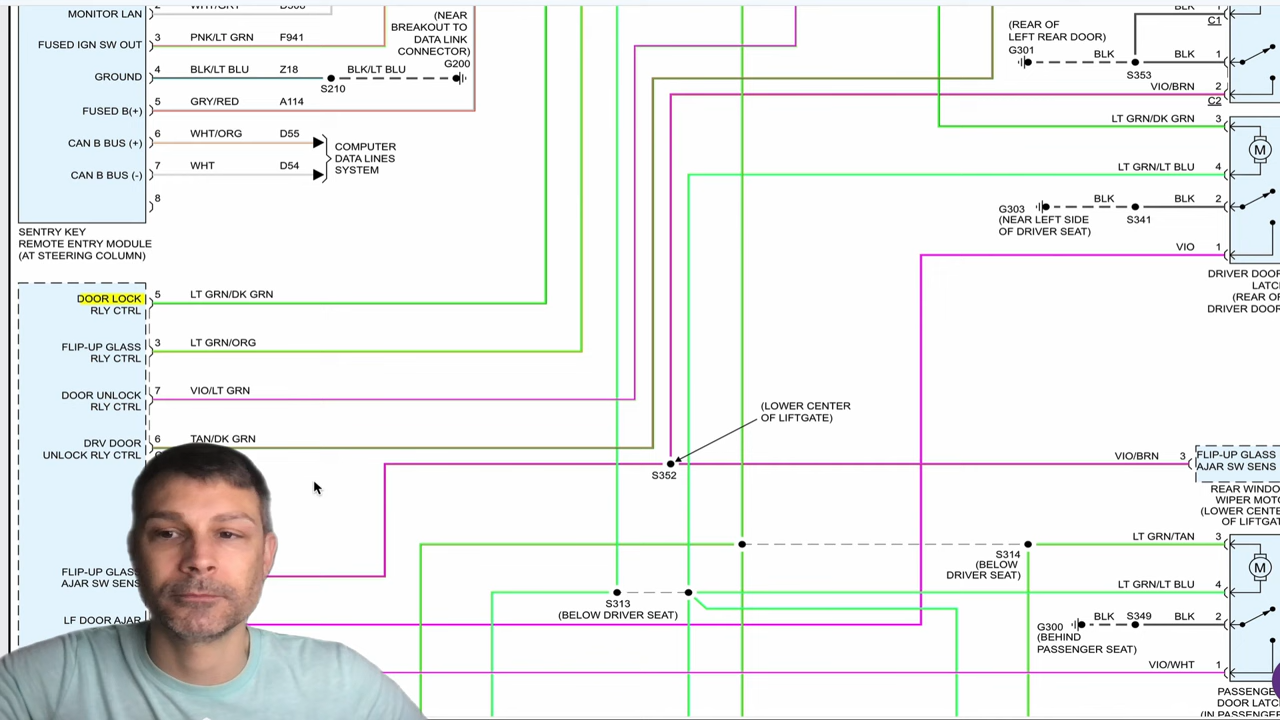 MONITOR LAN
FUSED IGN SW OUT
3 PNK/LT GRN F941
GROUND
4 BLK/LT BLU Z18
BLK/LT BLU
S210
(NEAR
BREAKOUT TO
DATA LINK
CONNECTOR)
G200
FUSED B(+)
5 GRY/RED A114
CAN B BUS (+)
6 WHT/ORG D55
CAN B BUS (-)
7 WHT D54
8
COMPUTER
DATA LINES
SYSTEM
SENTRY KEY
REMOTE ENTRY MODULE
(AT STEERING COLUMN)
DOOR LOCK
RLY CTRL
5 LT GRN/DK GRN
FLIP-UP GLASS
RLY CTRL
3 LT GRN/ORG
DOOR UNLOCK
RLY CTRL
7 VIO/LT GRN
DRV DOOR
UNLOCK RLY CTRL
6 TAN/DK GRN
FLIP-UP GLASS
AJAR SW SENS
LF DOOR AJAR
(LOWER CENTER
OF LIFTGATE)
S352
S313
(BELOW DRIVER SEAT)
S314
(BELOW
DRIVER SEAT)
BLK
C1
(REAR OF
LEFT REAR DOOR)
G301
BLK
S353
BLK 1
VIO/BRN 2
C2
LT GRN/DK GRN 3
M
LT GRN/LT BLU 4
G303
(NEAR LEFT SIDE
OF DRIVER SEAT)
BLK
S341
BLK 2
VIO 1
DRIVER DOOR
LATC
(REAR OF
DRIVER DOOR
VIO/BRN 3
FLIP-UP GLASS
AJAR SW SENS
REAR WINDO
WIPER MOT
(LOWER CENTE
OF LIFTGAT
LT GRN/TAN 3
M
LT GRN/LT BLU 4
G300
(BEHIND
PASSENGER SEAT)
BLK
S349
BLK 2
VIO/WHT 1
PASSENGE
DOOR LATC
(IN PASSENGER